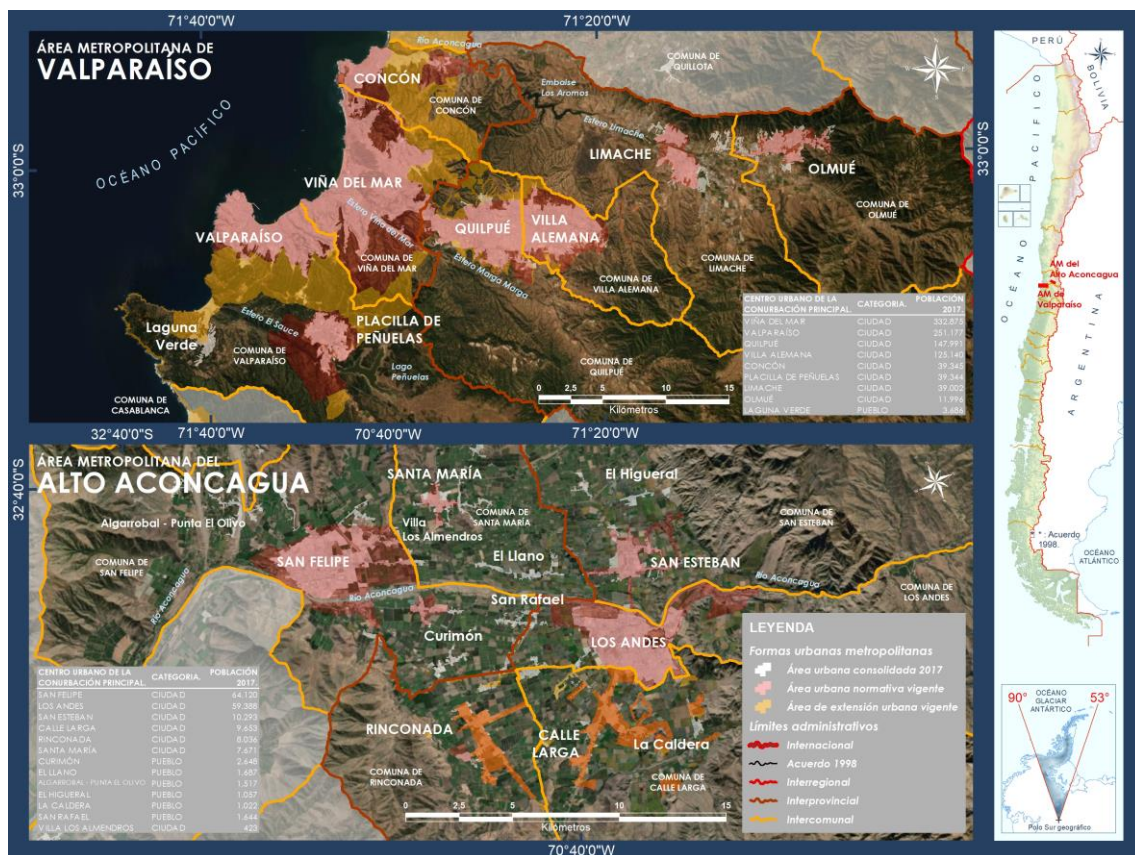 71°40'0"W
71°20'0"W
ÁREA METROPOLITANA DE
VALPARAÍSO
OCÉANO PACÍFICO
33°0'0"S
33°0'0"S
Río Aconcagua
CONCÓN
COMUNA DE
CONCÓN
COMUNA DE
QUILLOTA
Embalse
Los Aromos
Estero Limache
LIMACHE
OLMUÉ
COMUNA DE
OLMUÉ
VIÑA DEL MAR
VALPARAÍSO
Estero Viña del Mar
COMUNA DE
VIÑA DEL MAR
QUILPUÉ
VILLA
ALEMANA
Estero Marga Marga
COMUNA DE
VILLA ALEMANA
COMUNA DE
LIMACHE
Laguna
Verde
Estero El Sauce
PLACILLA DE
PEÑUELAS
COMUNA DE
VALPARAÍSO
Lago
Peñuelas
COMUNA DE
QUILPUÉ
COMUNA DE
CASABLANCA
0 2,5 5 10 15
Kilómetros
CENTRO URBANO DE LA CONURBACIÓN PRINCIPAL. CATEGORIA. POBLACIÓN 2017.
VIÑA DEL MAR CIUDAD 332.875
VALPARAÍSO CIUDAD 251.177
QUILPUÉ CIUDAD 147.991
VILLA ALEMANA CIUDAD 125.140
CONCÓN CIUDAD 39.345
PLACILLA DE PEÑUELAS CIUDAD 39.344
LIMACHE CIUDAD 39.002
OLMUÉ CIUDAD 11.996
LAGUNA VERDE PUEBLO 3.686
32°40'0"S
71°40'0"W
70°40'0"W
71°20'0"W
32°40'0"S
ÁREA METROPOLITANA DEL
ALTO ACONCAGUA
SANTA MARÍA
El Higueral
Algarrobal - Punta El Olivo
Villa
Los Almendros
COMUNA DE
SANTA MARÍA
COMUNA DE
SAN ESTEBAN
COMUNA DE
SAN FELIPE
SAN FELIPE
El Llano
SAN ESTEBAN
Río Aconcagua
Río Aconcagua
Río Aconcagua
COMUNA DE
LOS ANDES
San Rafael
Curimón
LOS ANDES
RINCONADA
CALLE
LARGA
La Caldera
COMUNA DE
RINCONADA
COMUNA DE
CALLE LARGA
0 5 10 15
Kilómetros
CENTRO URBANO DE LA CONURBACIÓN PRINCIPAL. CATEGORIA. POBLACIÓN 2017.
SAN FELIPE CIUDAD 64.120
LOS ANDES CIUDAD 59.388
SAN ESTEBAN CIUDAD 10.293
CALLE LARGA CIUDAD 9.653
RINCONADA CIUDAD 8.036
SANTA MARÍA CIUDAD 7.671
CURIMÓN PUEBLO 2.648
EL LLANO PUEBLO 1.687
ALGARROBAL - PUNTA EL OLIVO PUEBLO 1.517
EL HIGUERAL PUEBLO 1.057
LA CALDERA PUEBLO 1.022
SAN RAFAEL PUEBLO 1.644
VILLA LOS ALMENDROS CIUDAD 423
LEYENDA
Formas urbanas metropolitanas
Área urbana consolidada 2017
Área urbana normativa vigente
Área de extensión urbana vigente
Límites administrativos
Internacional
Acuerdo 1998
Interregional
Interprovincial
Intercomunal
70°40'0"W
PERÚ
BOLIVIA
OCÉANO PACIFICO
AM del
Alto Aconcagua
AM de
Valparaíso
ARGENTINA
* : Acuerdo
1998.
OCÉANO
ATLÁNTICO
90°
OCÉANO
GLACIAR
ANTÁRTICO
53°
Polo Sur geográfico